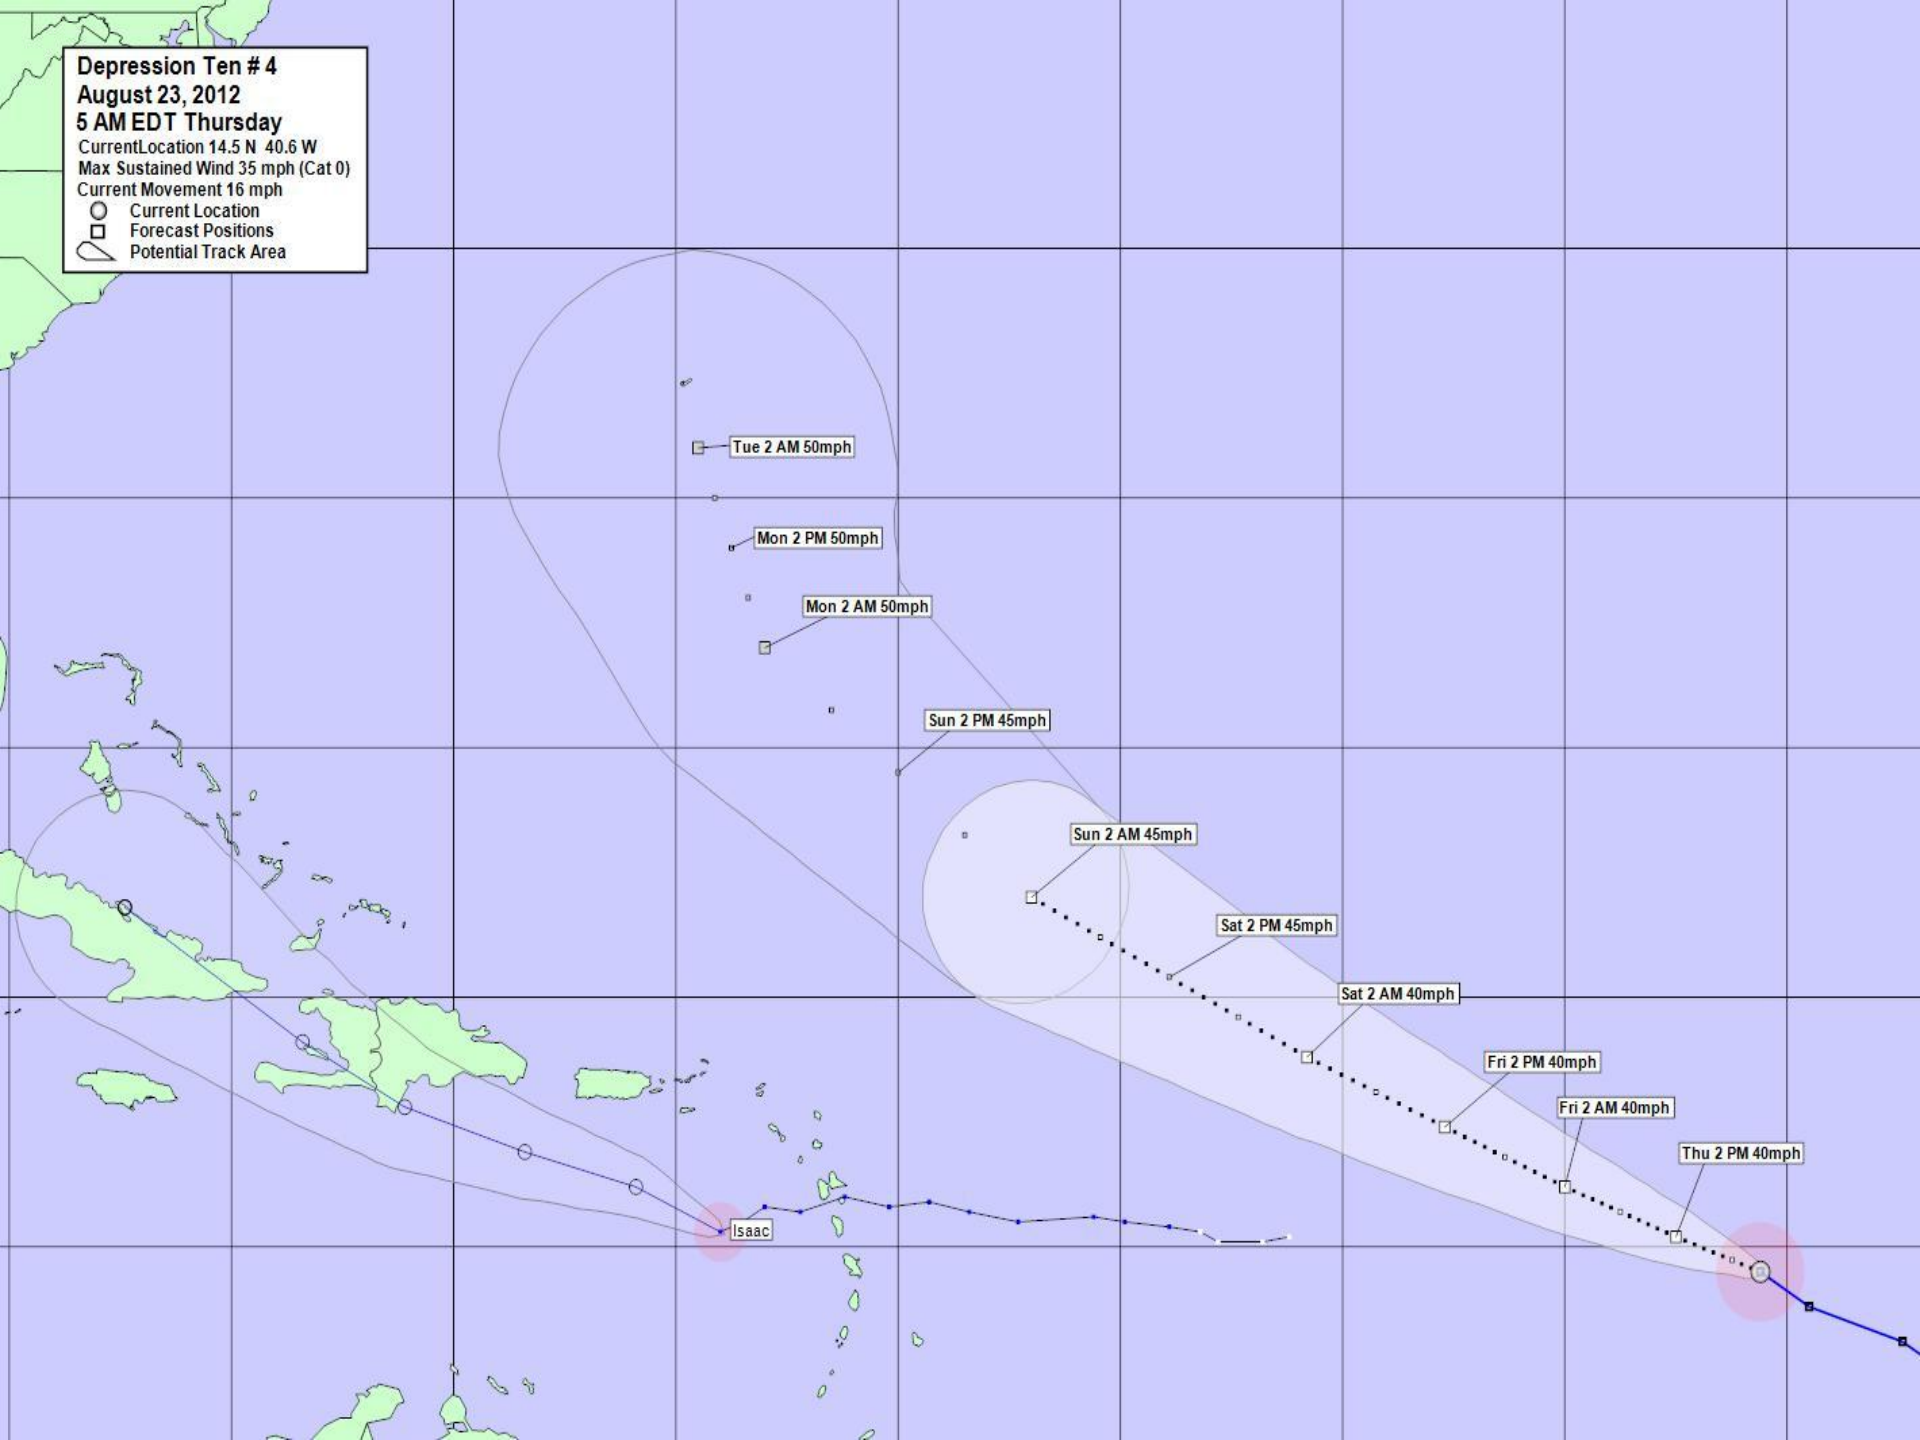 Depression Ten # 4
August 23, 2012
5 AM EDT Thursday
CurrentLocation 14.5 N 40.6 W
Max Sustained Wind 35 mph (Cat 0)
Current Movement 16 mph
Current Location
Forecast Positions
Potential Track Area
Tue 2 AM 50mph
Mon 2 PM 50mph
Mon 2 AM 50mph
Sun 2 PM 45mph
Sun 2 AM 45mph
Sat 2 PM 45mph
Sat 2 AM 40mph
Fri 2 PM 40mph
Fri 2 AM 40mph
Thu 2 PM 40mph
Isaac